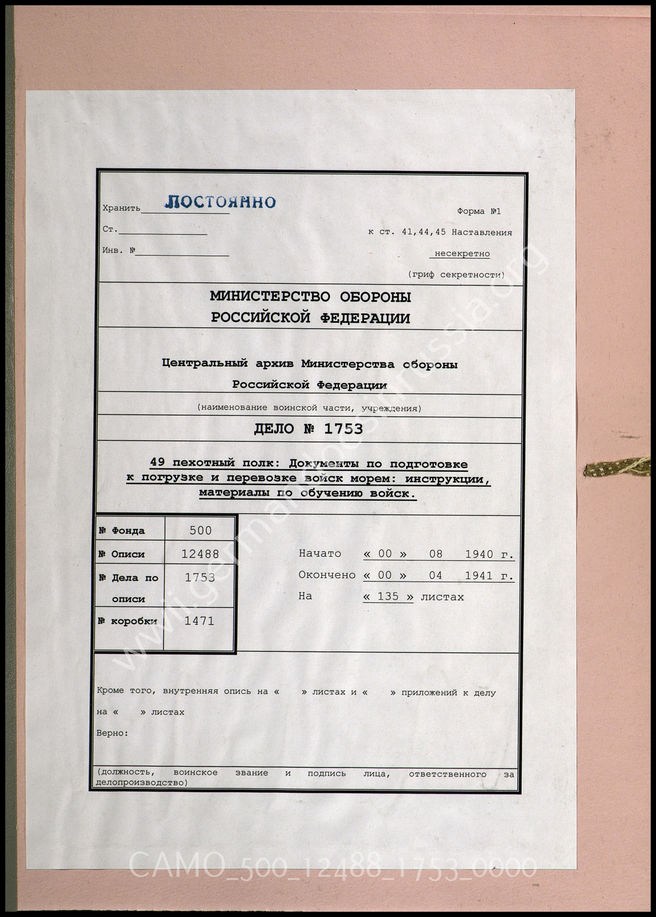 Хранить ПОСТОЯННО
Форма №1
Ст.
к ст. 41,44,45 Наставления
Инв. №
несекретно
(гриф секретности)
МИНИСТЕРСТВО ОБОРОНЫ
РОССИЙСКОЙ ФЕДЕРАЦИИ
Центральный архив Министерства обороны
Российской Федерации
(наименование воинской части, учреждения)
ДЕЛО № 1753
49 пехотный полк: Документы по подготовке
к погрузке и перевозке войск морем: инструкции,
материалы по обучению войск.
№ Фонда 500
№ Описи 12488
№ Дела по описи 1753
№ коробки 1471
Начато « 00 » 08 1940 г.
Окончено « 00 » 04 1941 г.
На « 135 » листах
Кроме того, внутренняя опись на « » листах и « » приложений к делу
на « » листах
Верно:
(должность, воинское звание и подпись лица, ответственного за
делопроизводство)
www.germandocsinrussia.org
CAMO_500_12488_1753_0000